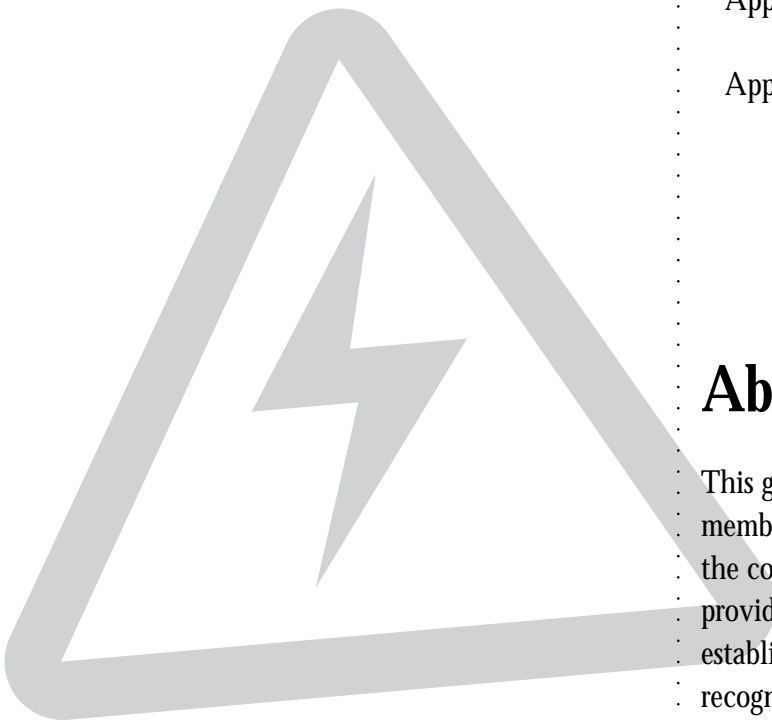 App
App
Ab
This g
memb
the co
provid
establi
recogn